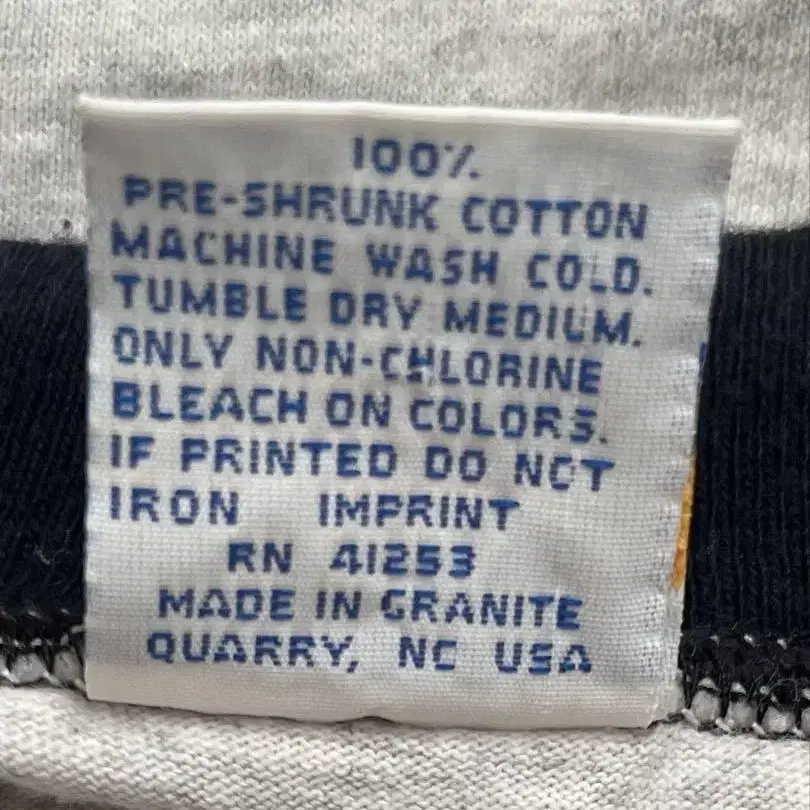 100%
PRE-SHRUNK COTTON
MACHINE WASH COLD.
TUMBLE DRY MEDIUM.
ONLY NON-CHLORINE
BLEACH ON COLORS.
IF PRINTED DO NOT
IRON IMPRINT
RN 41253
MADE IN GRANITE
QUARRY, NC USA